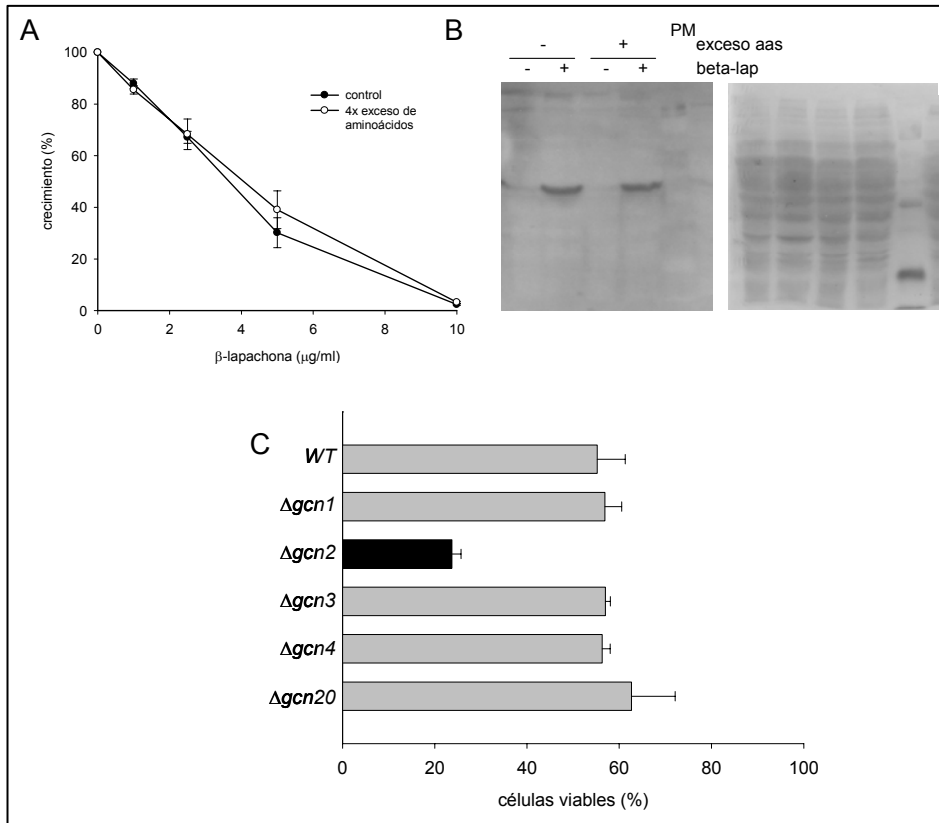 A
crecimiento (%)
100
80
60
40
20
0
0
2
4
6
8
10
β-lapachona (μg/ml)
control
4x exceso de
aminoácidos
B
PM
- + exceso aas
- + - + beta-lap
C
WT
Δgcn1
Δgcn2
Δgcn3
Δgcn4
Δgcn20
0
20
40
60
80
100
células viables (%)